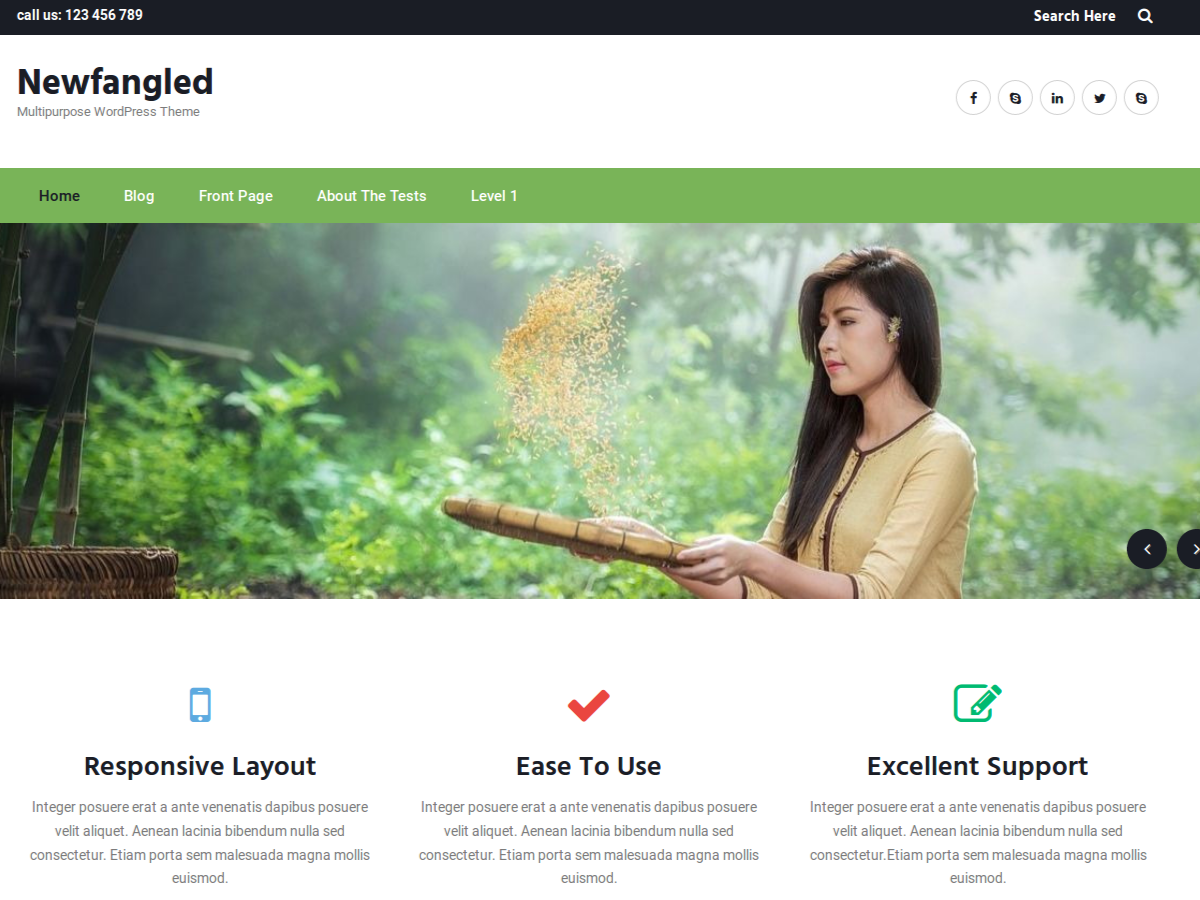 call us: 123 456 789
Search Here
Newfangled
Multipurpose WordPress Theme
Home
Blog
Front Page
About The Tests
Level 1
Responsive Layout
Integer posuere erat a ante venenatis dapibus posuere
velit aliquet. Aenean lacinia bibendum nulla sed
consectetur. Etiam porta sem malesuada magna mollis
euismod.
Ease To Use
Integer posuere erat a ante venenatis dapibus posuere
velit aliquet. Aenean lacinia bibendum nulla sed
consectetur. Etiam porta sem malesuada magna mollis
euismod.
Excellent Support
Integer posuere erat a ante venenatis dapibus posuere
velit aliquet. Aenean lacinia bibendum nulla sed
consectetur.Etiam porta sem malesuada magna mollis
euismod.